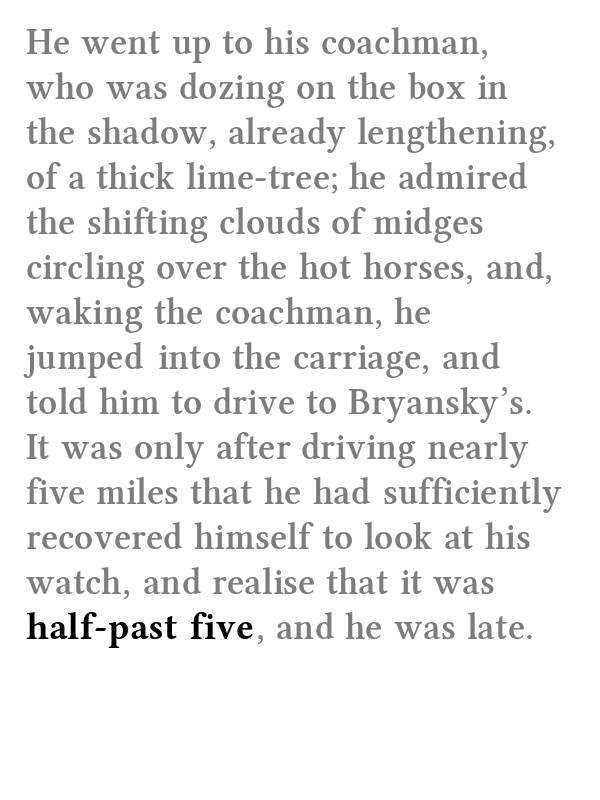 He went up to his coachman,
who was dozing on the box in
the shadow, already lengthening,
of a thick lime-tree; he admired
the shifting clouds of midges
circling over the hot horses, and,
waking the coachman, he
jumped into the carriage, and
told him to drive to Bryansky’s.
It was only after driving nearly
five miles that he had sufficiently
recovered himself to look at his
watch, and realise that it was
half-past five, and he was late.